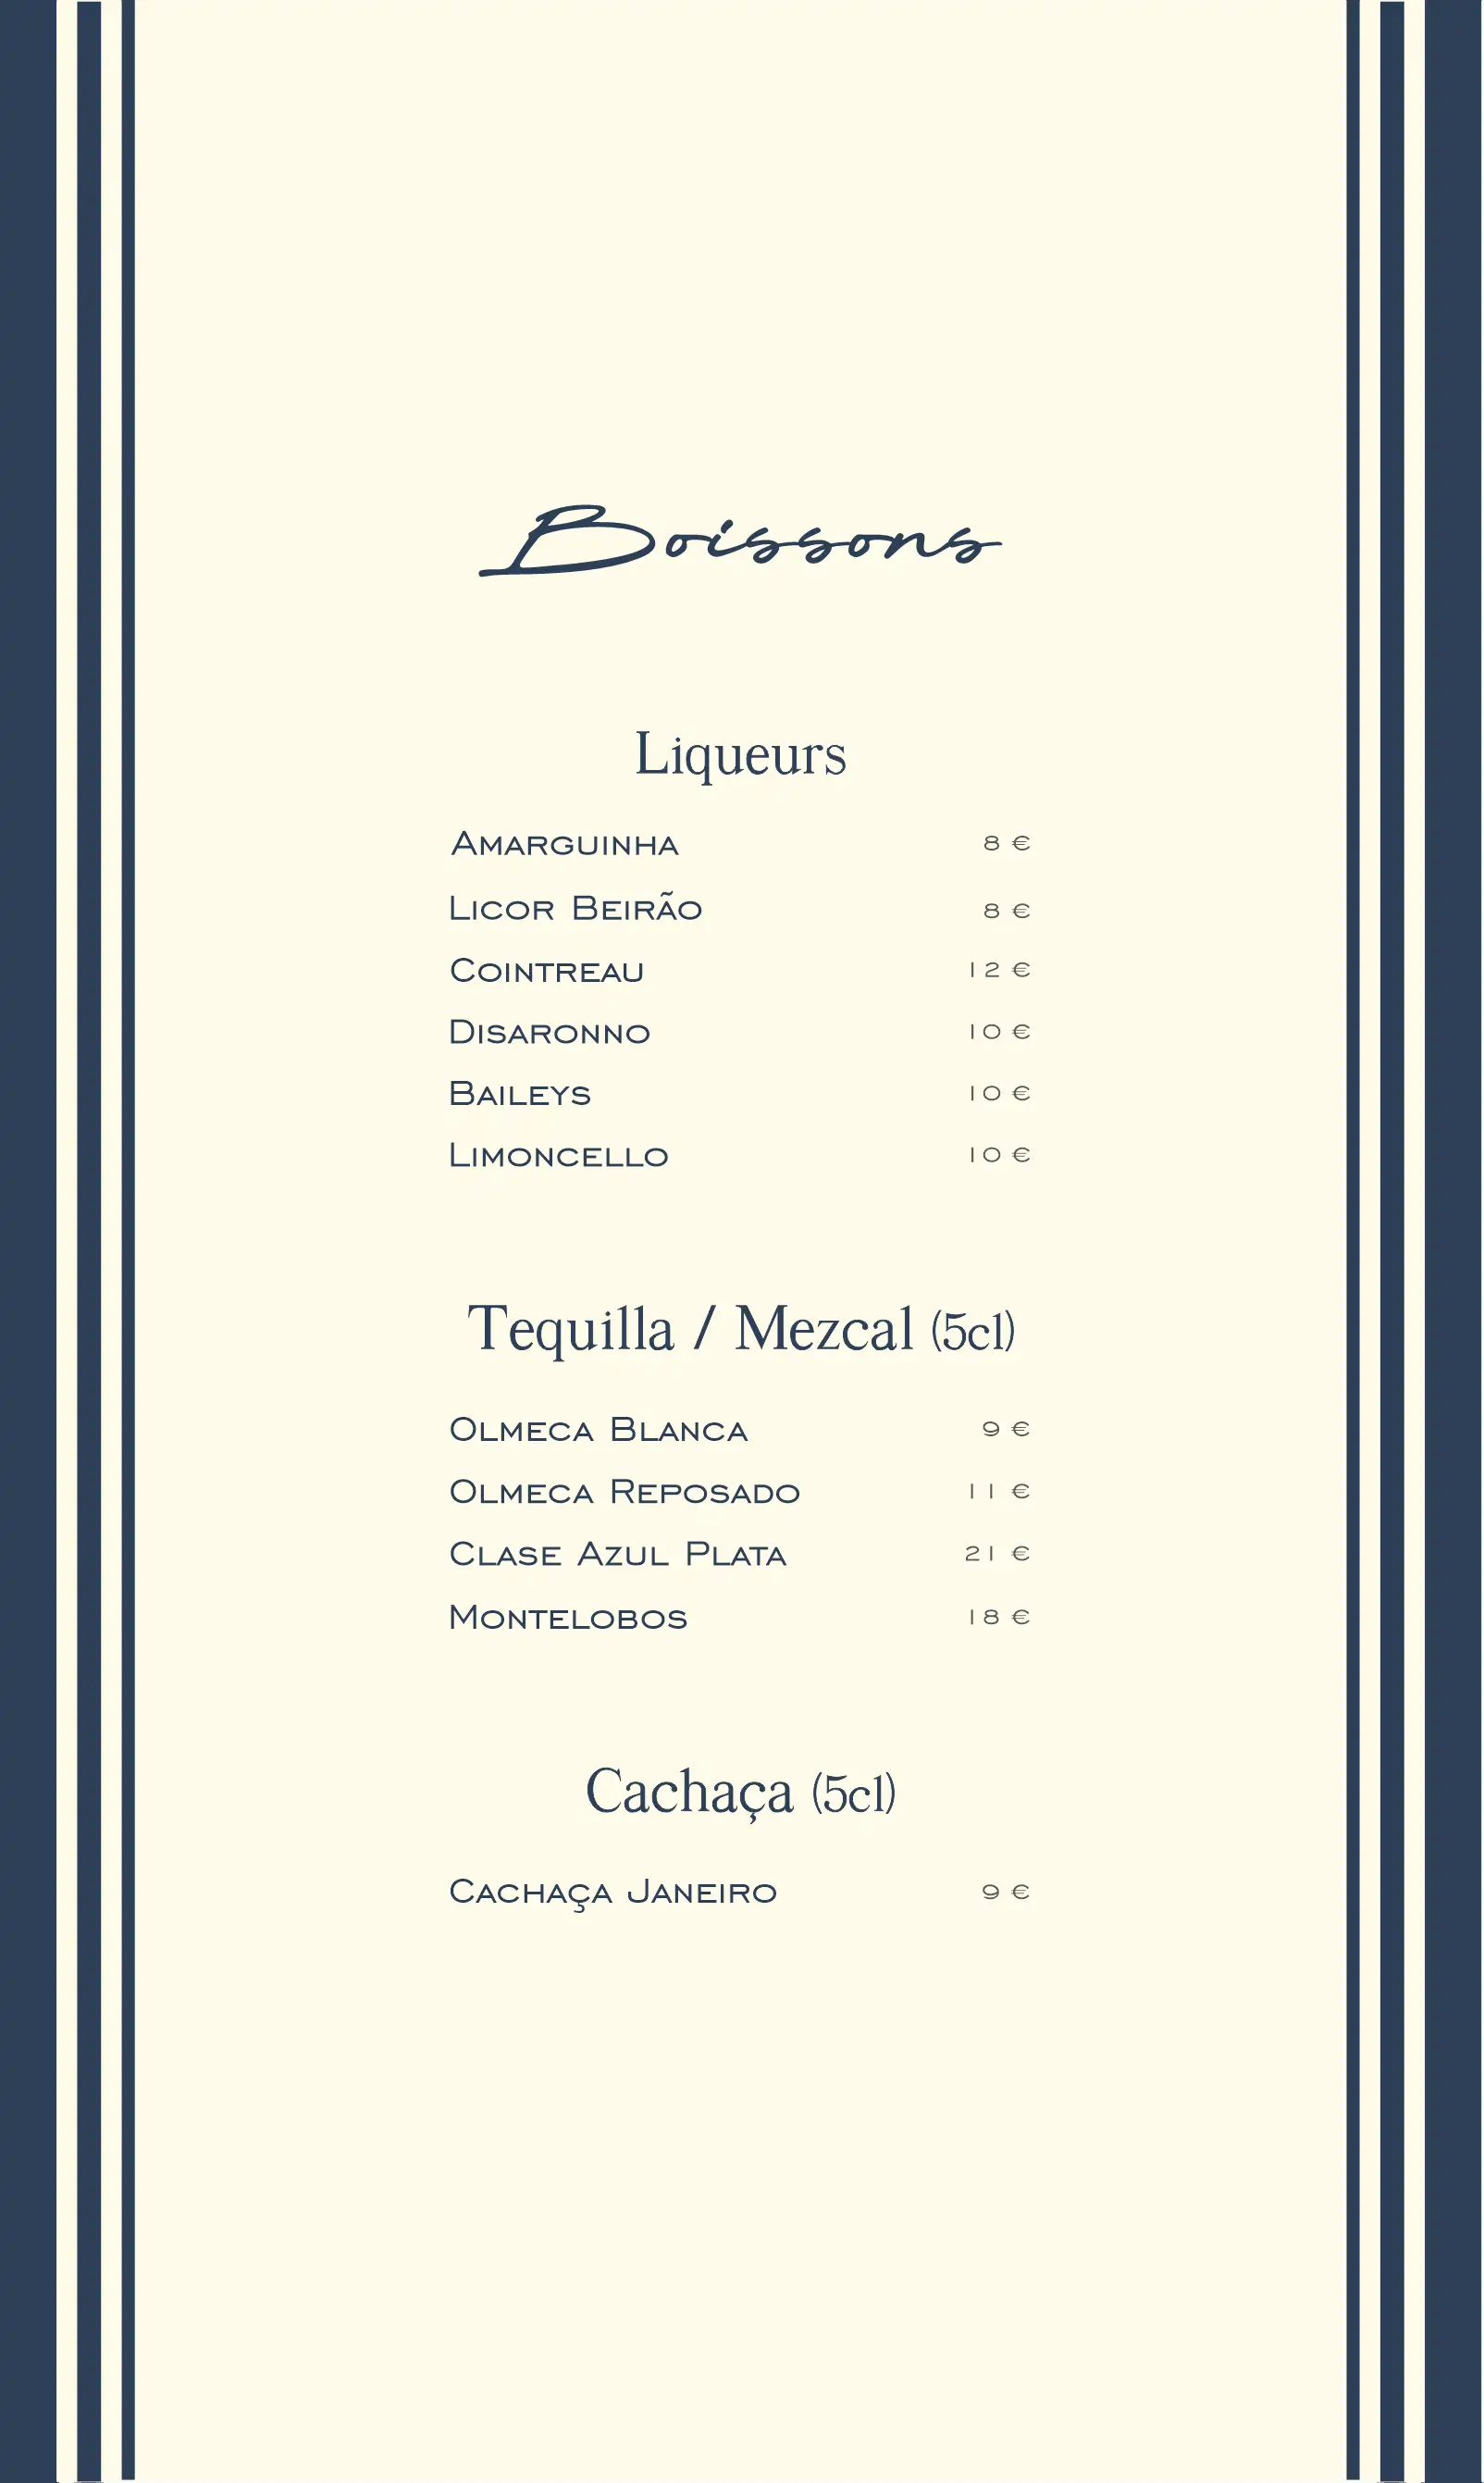 Boissons
Liqueurs
Amarguinha 8 €
Licor Beirão 8 €
Cointreau 12 €
Disaronno 10 €
Baileys 10 €
Limoncello 10 €
Tequilla / Mezcal (5cl)
Olmeca Blanca 9 €
Olmeca Reposado 11 €
Clase Azul Plata 21 €
Montelobos 18 €
Cachaça (5cl)
Cachaça Janeiro 9 €